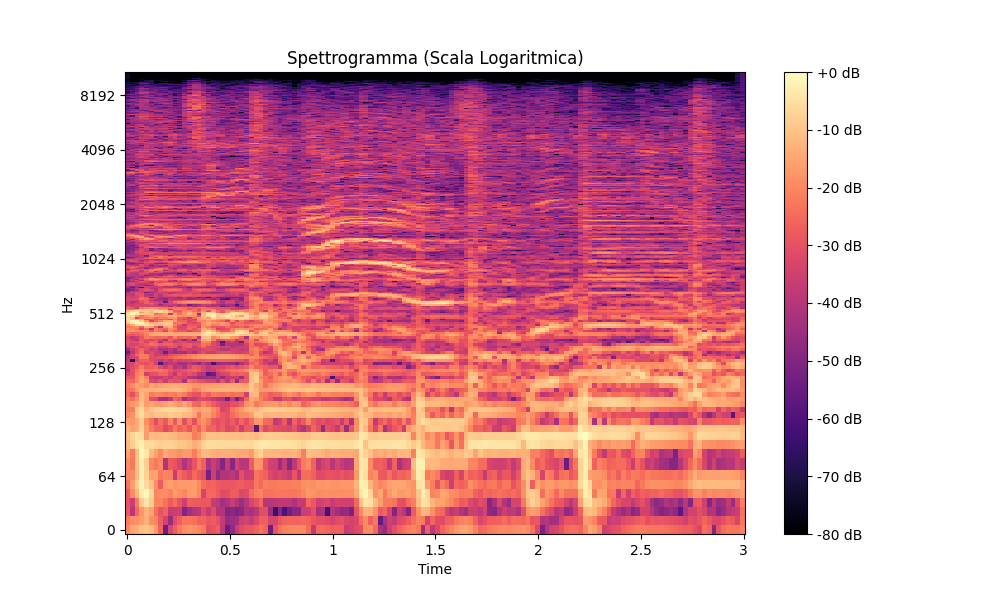 Spettrogramma (Scala Logaritmica)
Hz
8192
4096
2048
1024
512
256
128
64
0
0
0.5
1
1.5
2
2.5
3
Time
+0 dB
-10 dB
-20 dB
-30 dB
-40 dB
-50 dB
-60 dB
-70 dB
-80 dB